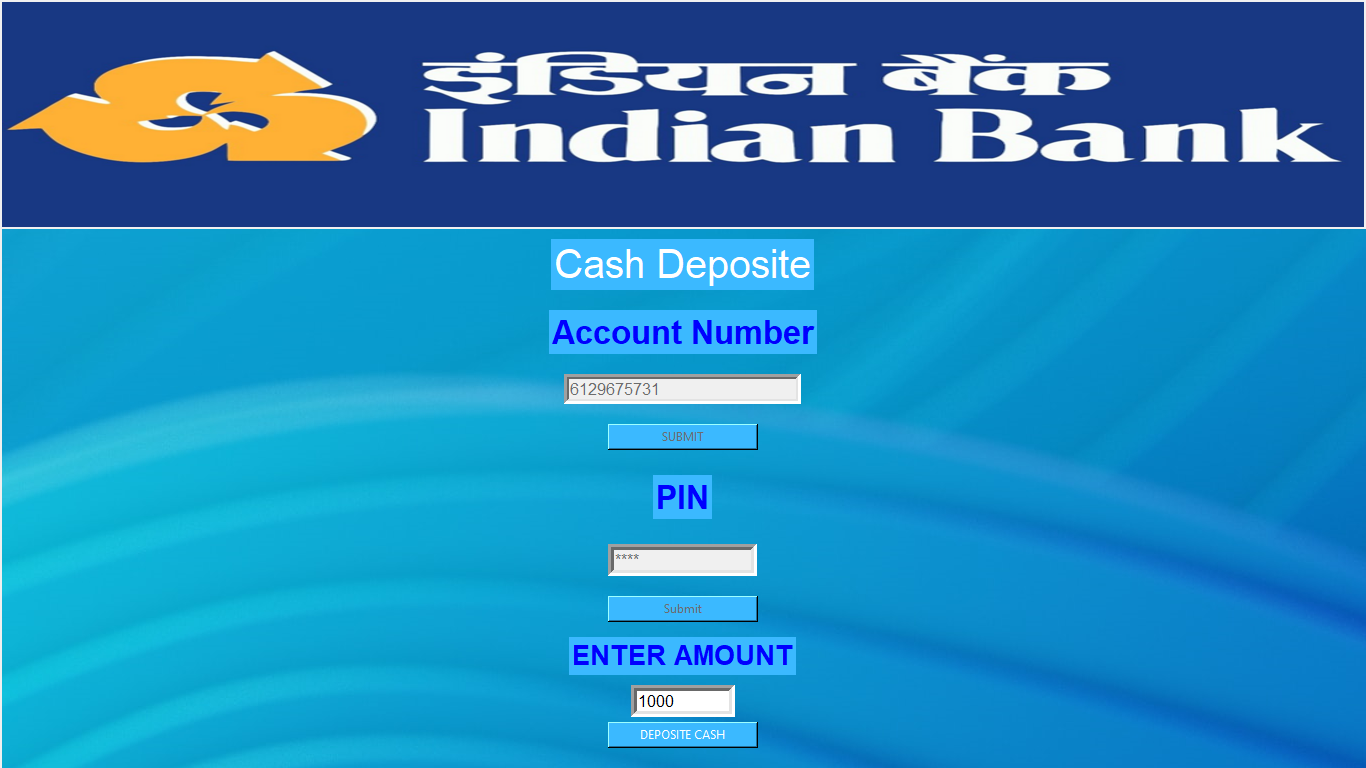 इंडियन बैंक
Indian Bank
Cash Deposite
Account Number
6129675731
SUBMIT
PIN
****
Submit
ENTER AMOUNT
1000
DEPOSITE CASH